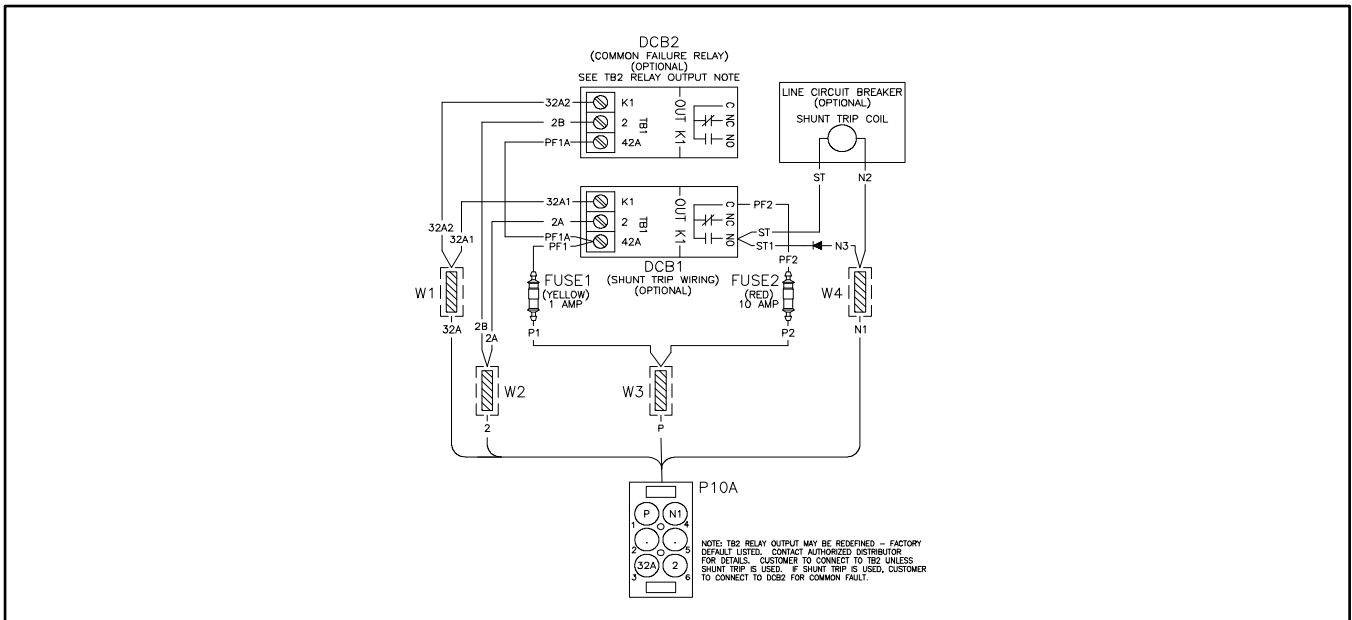 DCB2
(COMMON FAILURE RELAY)
(OPTIONAL)
SEE TB2 RELAY OUTPUT NOTE
32A2
K1
2B
2
PF1A
42A
TB1
OUT K1
C
NC
NO
LINE CIRCUIT BREAKER
(OPTIONAL)
SHUNT TRIP COIL
ST
N2
32A1
K1
2A
2
PF1A
PF1
42A
TB1
OUT K1
C
NC
NO
PF2
ST
ST1
N3
PF2
32A2
32A1
DCB1
(SHUNT TRIP WIRING)
(OPTIONAL)
FUSE1
(YELLOW)
1 AMP
FUSE2
(RED)
10 AMP
W1
W4
32A
2B
2A
P1
P2
N1
W2
W3
2
P
P10A
P
N1
1
4
.
.
2
5
32A
2
3
6
NOTE: TB2 RELAY OUTPUT MAY BE REDEFINED – FACTORY
DEFAULT LISTED. CONTACT AUTHORIZED DISTRIBUTOR
FOR DETAILS. CUSTOMER TO CONNECT TO TB2 UNLESS
SHUNT TRIP IS USED. IF SHUNT TRIP IS USED, CUSTOMER
TO CONNECT TO DCB2 FOR COMMON FAULT.